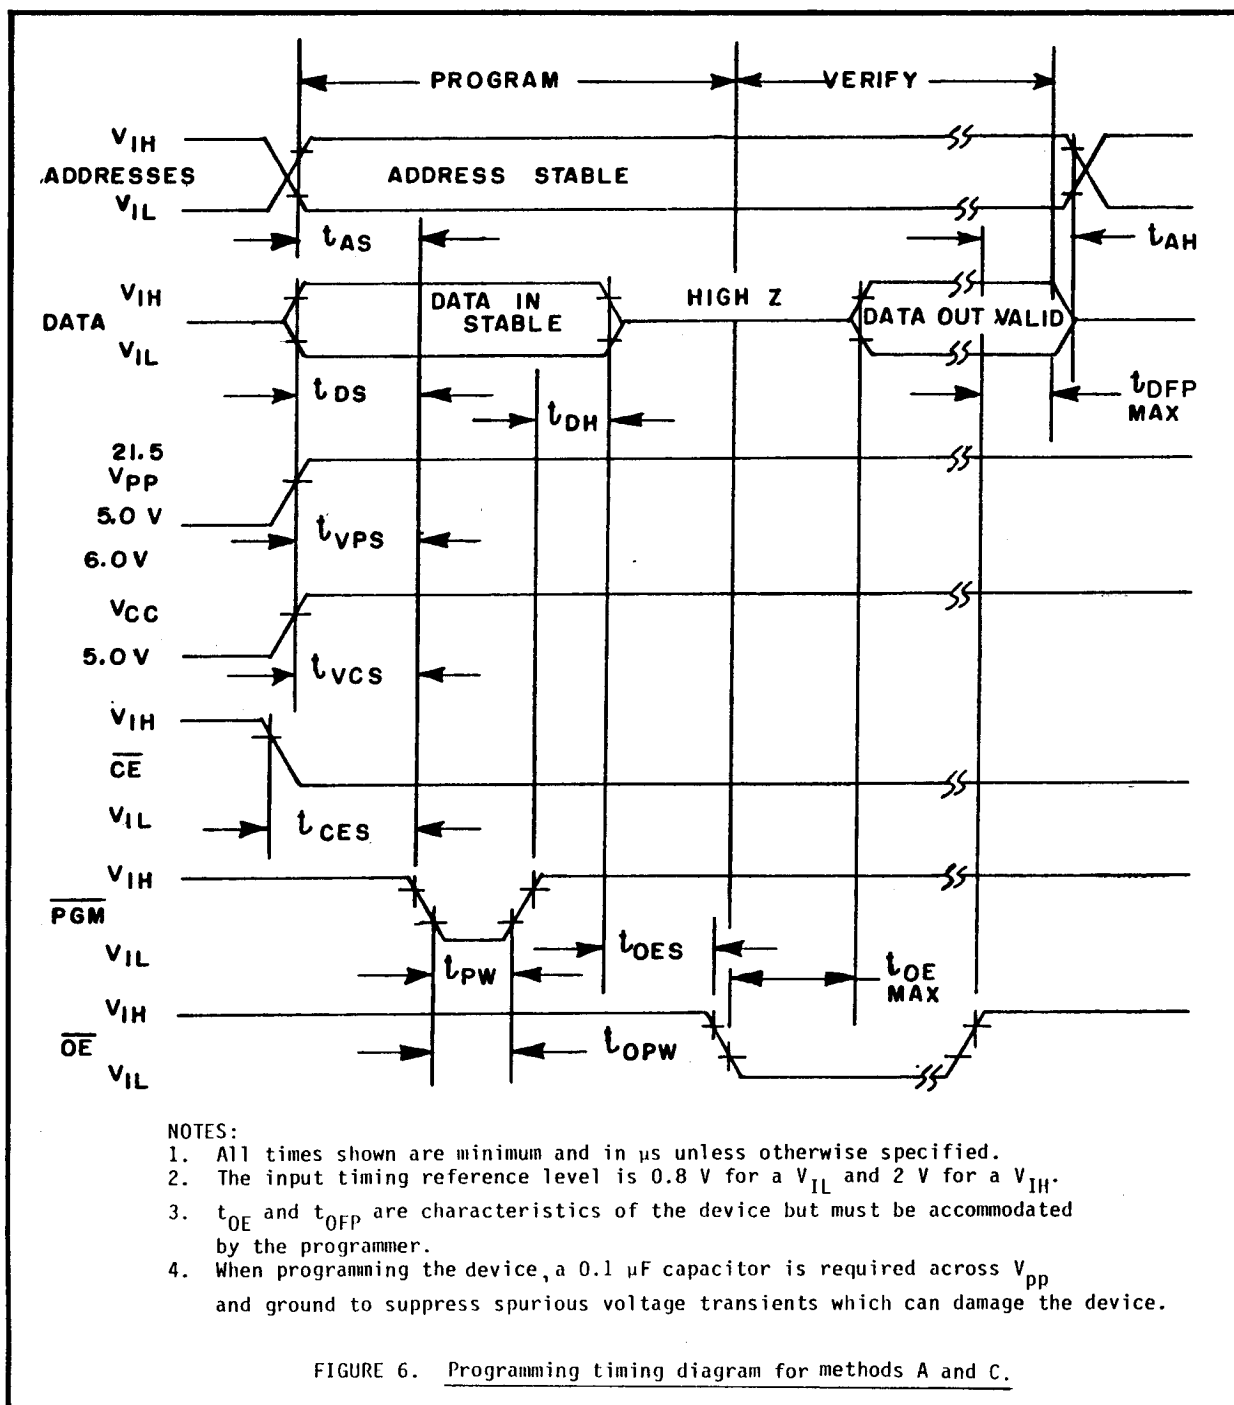 PROGRAM VERIFY
VIH
ADDRESSES ADDRESS STABLE
VIL
tAS tAH
VIH
DATA IN HIGH Z
DATA STABLE DATA OUT VALID
VIL
tDS tDH tDFP
MAX
21.5
VPP
5.0 V
tVPS
6.0 V
VCC
5.0 V
tVCS
VIH
CE
VIL
tCES
VIH
PGM
VIL
tPW tOES tOE
MAX
VIH
OE
tOPW
VIL
NOTES:
1. All times shown are minimum and in µs unless otherwise specified.
2. The input timing reference level is 0.8 V for a VIL and 2 V for a VIH.
3. tOE and tOFP are characteristics of the device but must be accommodated
by the programmer.
4. When programming the device, a 0.1 µF capacitor is required across Vpp
and ground to suppress spurious voltage transients which can damage the device.
FIGURE 6. Programming timing diagram for methods A and C.